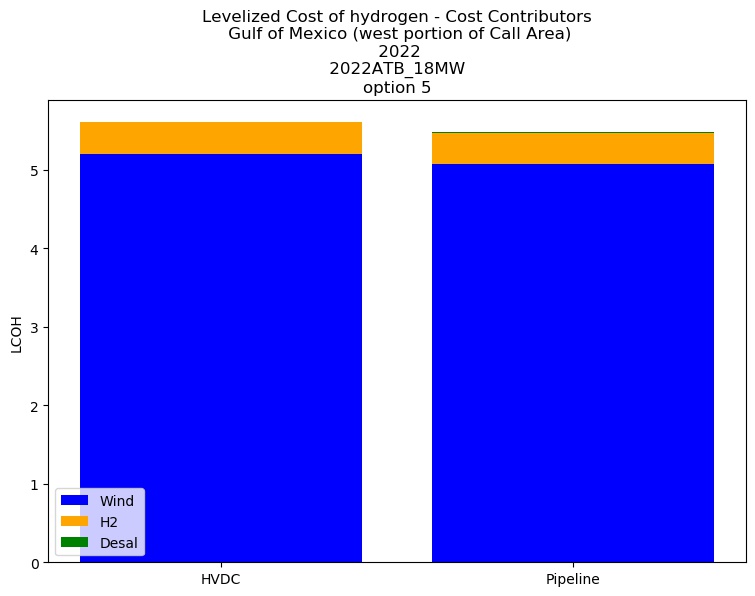 Levelized Cost of hydrogen - Cost Contributors
Gulf of Mexico (west portion of Call Area)
2022
2022ATB_18MW
option 5
LCOH
5
4
3
2
1
0
Wind
H2
Desal
HVDC
Pipeline